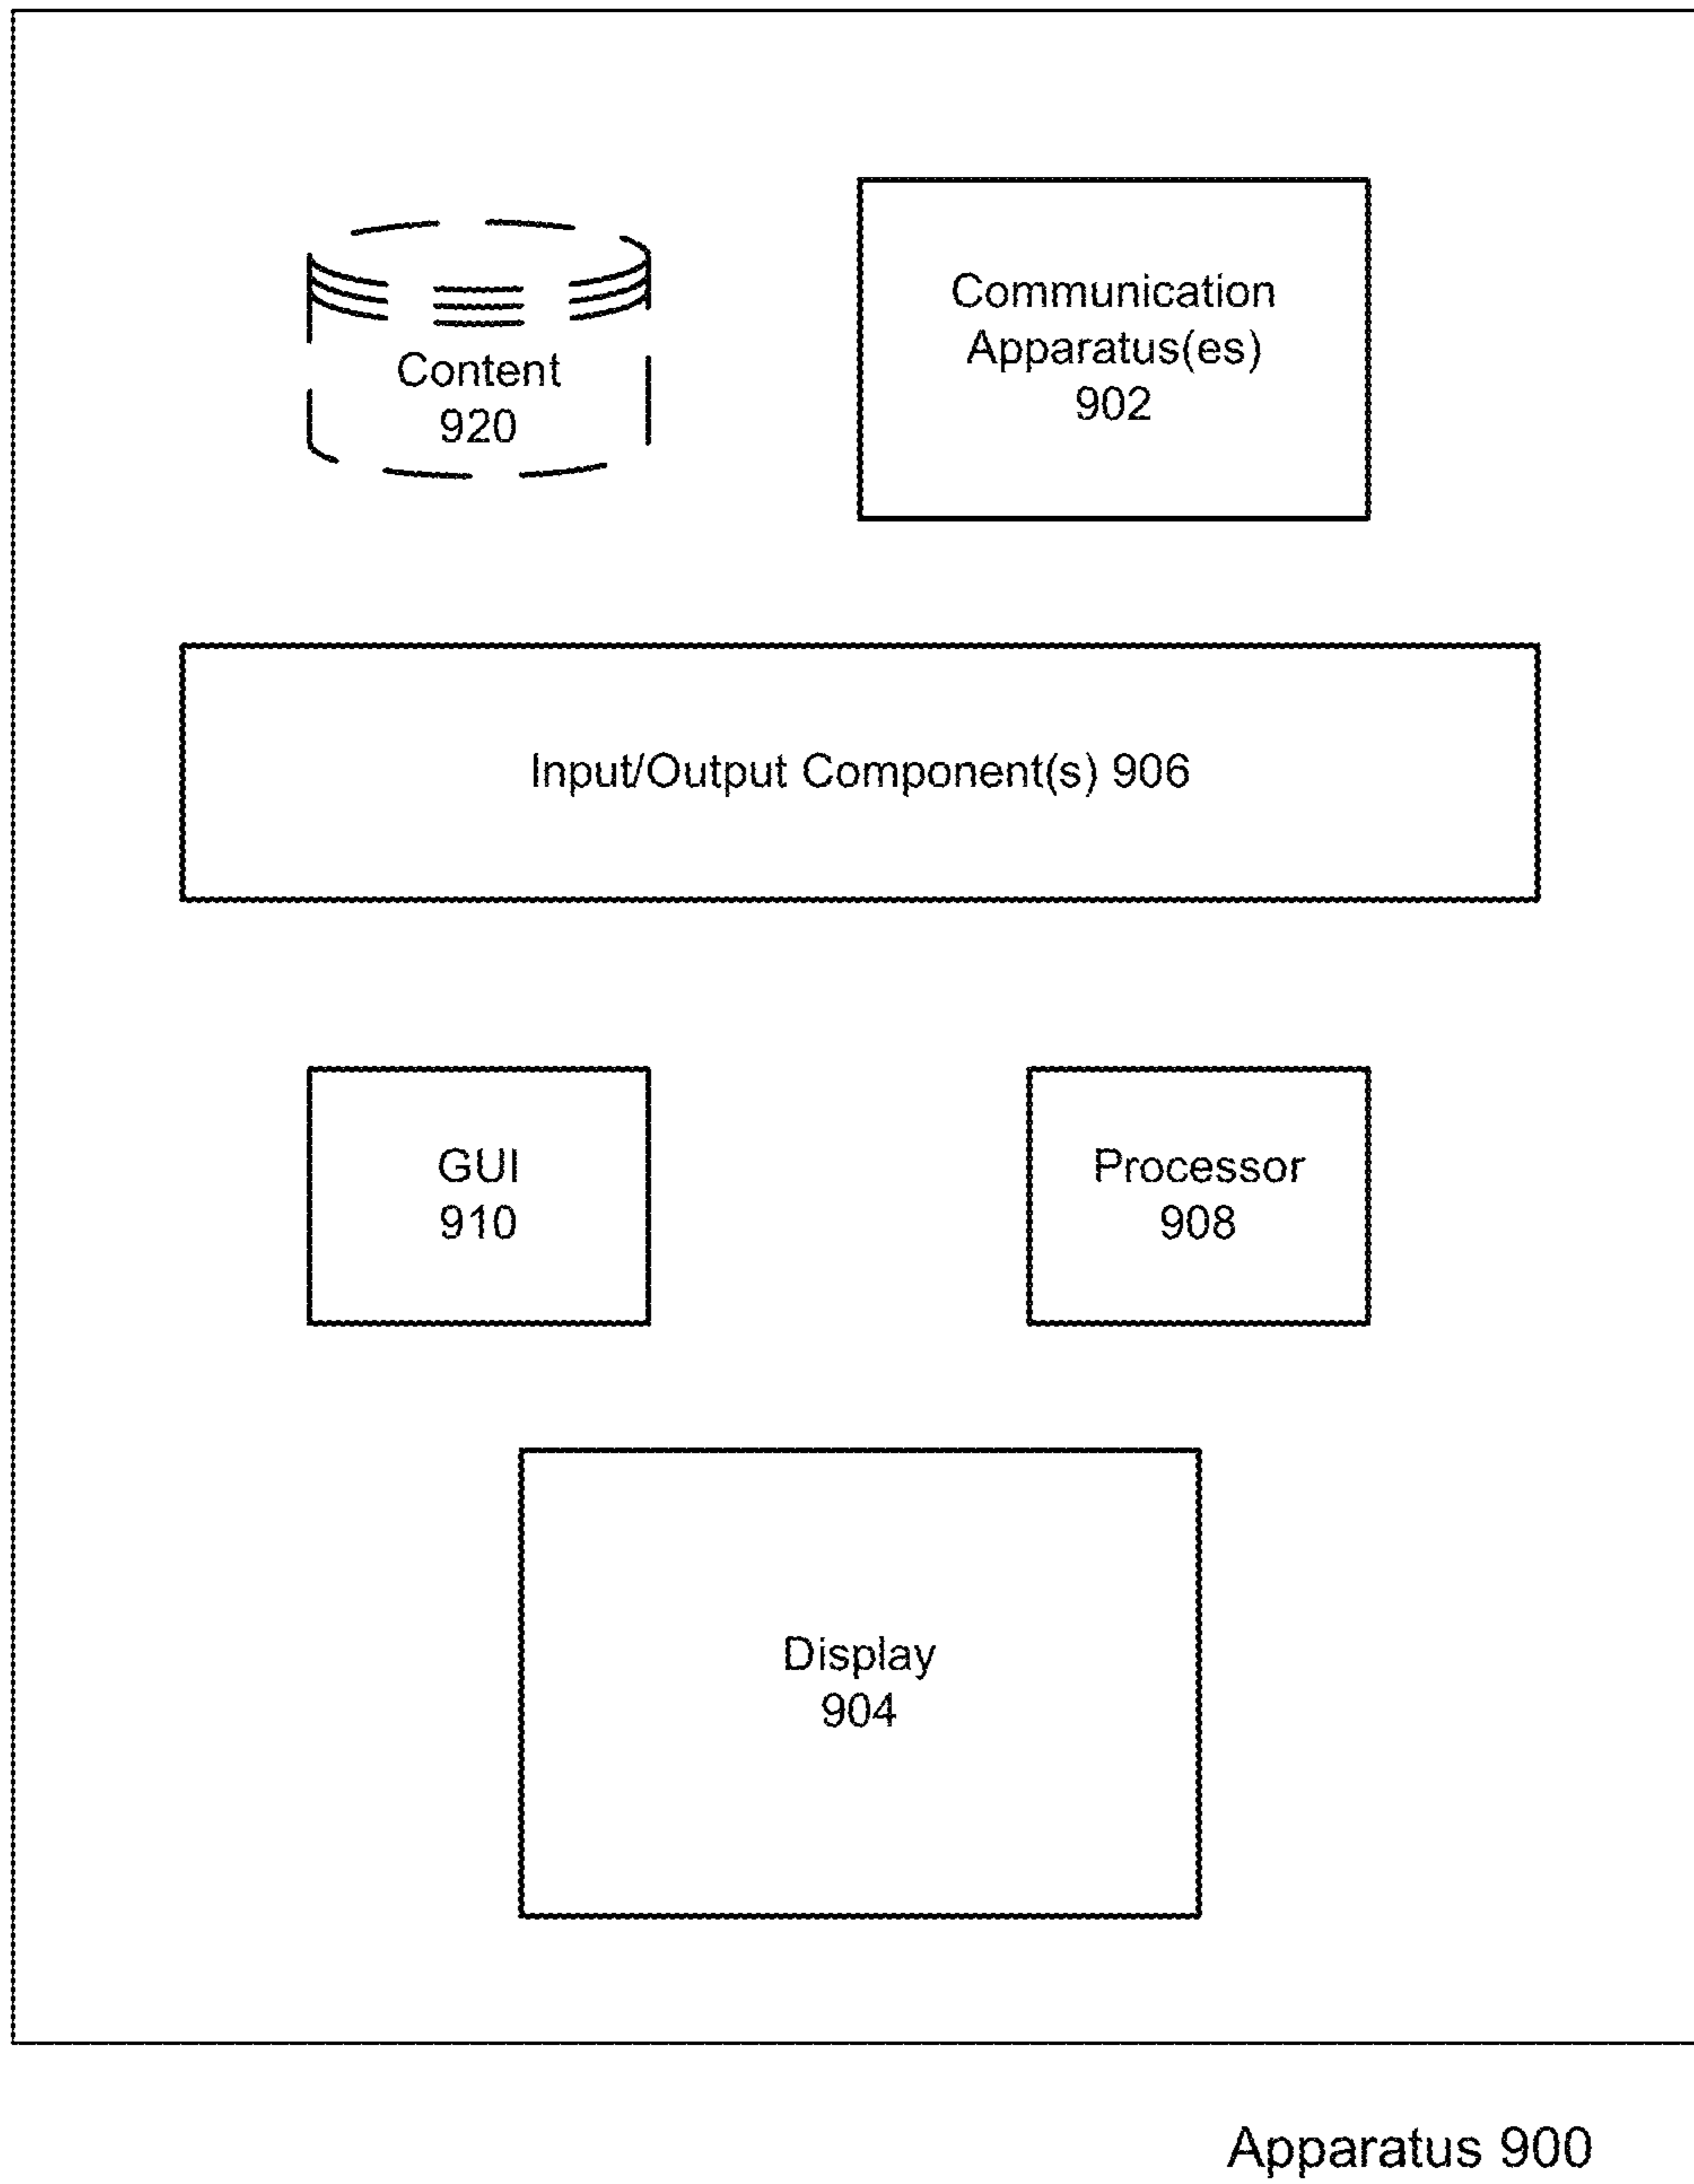 Content
920
Communication
Apparatus(es)
902
Input/Output Component(s) 906
GUI
910
Processor
908
Display
904
Apparatus 900